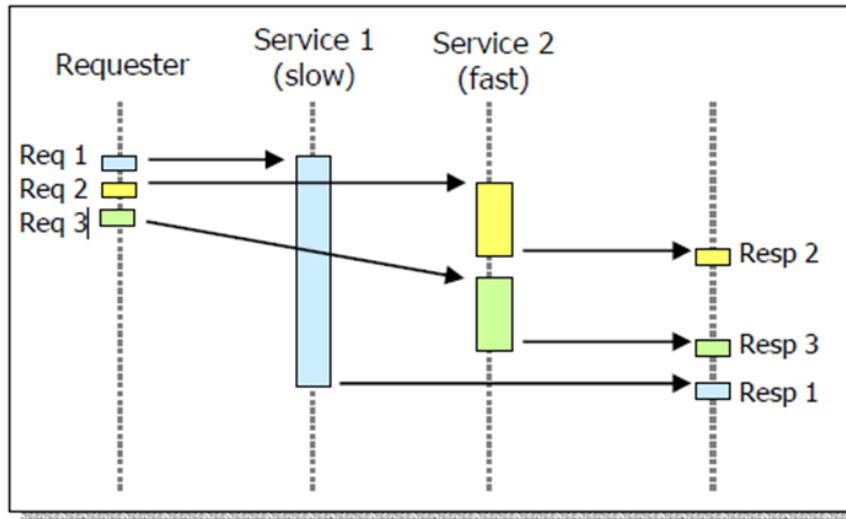 Requester
Service 1
(slow)
Service 2
(fast)
Req 1
Req 2
Req 3
Resp 2
Resp 3
Resp 1